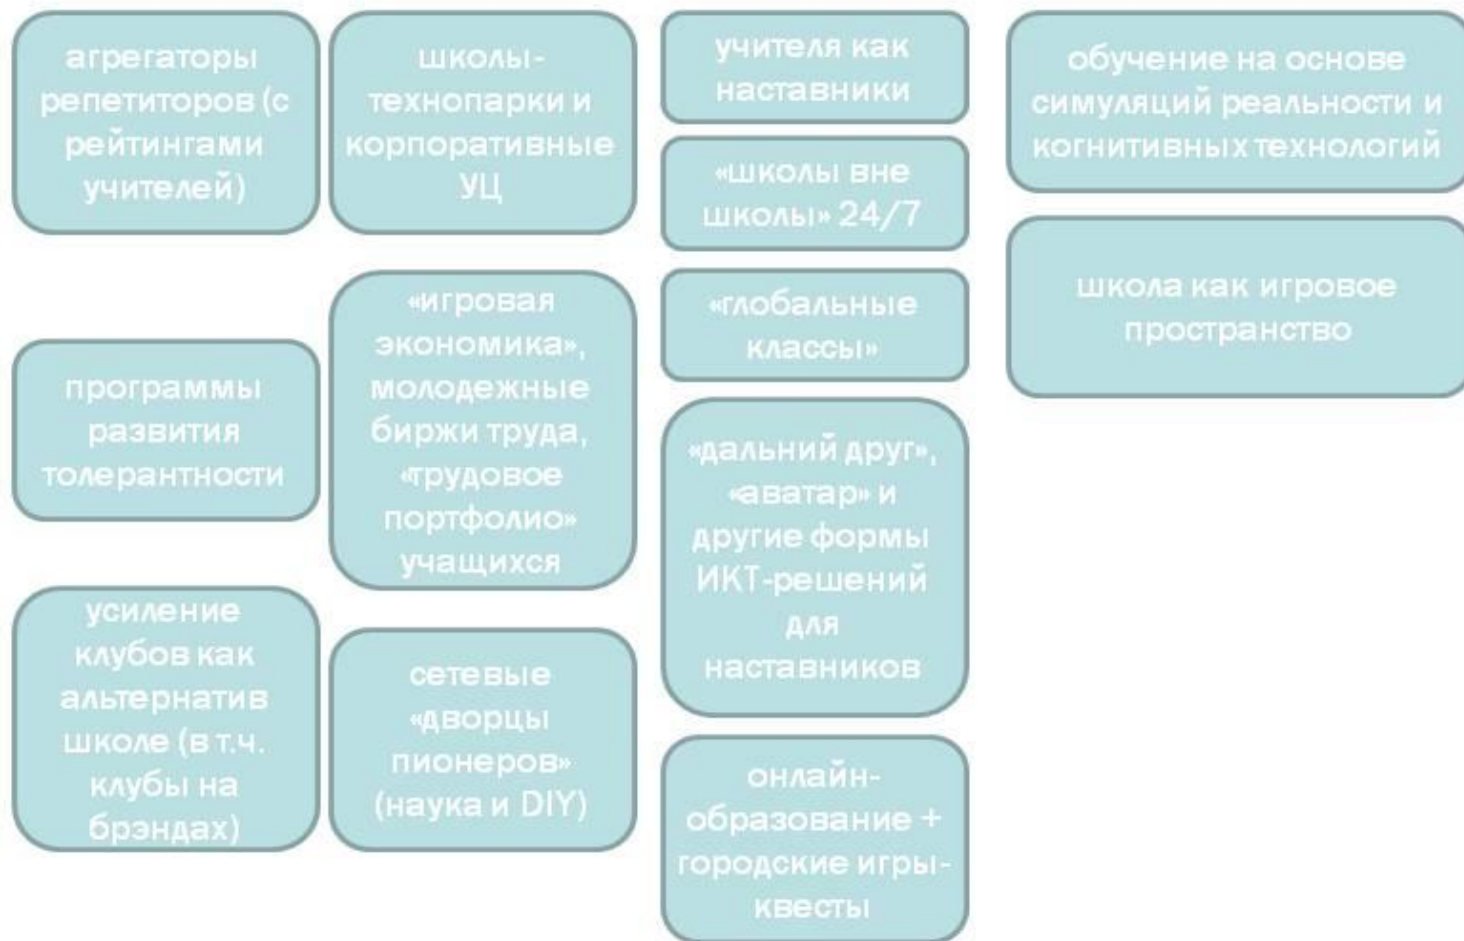 агрегаторы
репетиторов (с
рейтингами
учителей)
программы
развития
толерантности
усиление
клубов как
альтернатив
школе (в т.ч.
клубы на
брэндах)
школы-
технопарки и
корпоративные
УЦ
«игровая
экономика»,
молодежные
биржи труда,
«трудовое
портфолио»
учащихся
сетевые
«дворцы
пионеров»
(наука и DIY)
учителя как
наставники
«школы вне
школы» 24/7
«глобальные
классы»
«дальний друг»,
«аватар» и
другие формы
ИКТ-решений
для
наставников
онлайн-
образование +
городские игры-
квесты
обучение на основе
симуляций реальности и
когнитивных технологий
школа как игровое
пространство